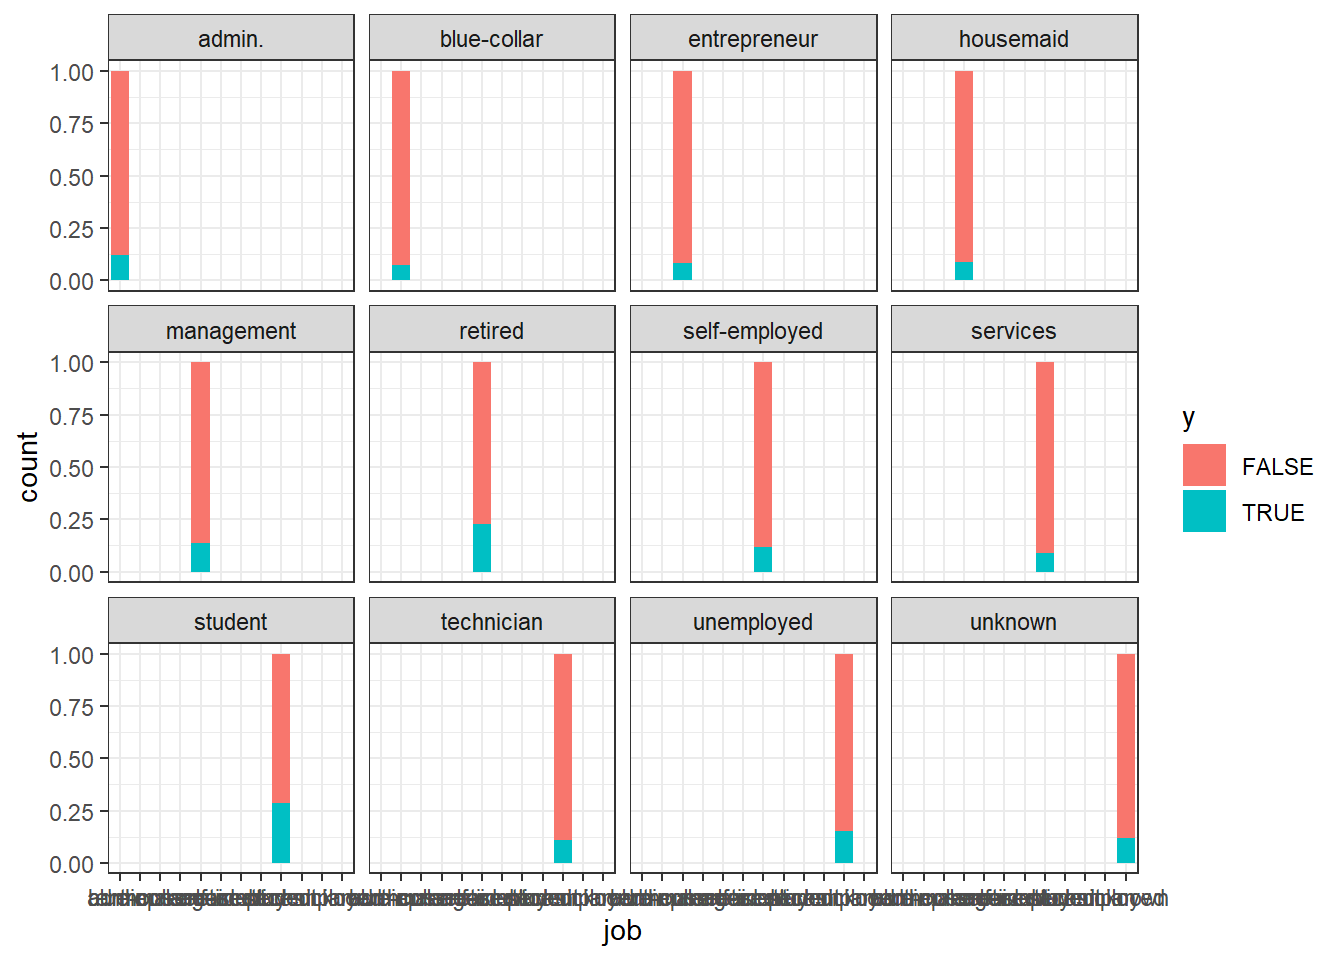 admin.
blue-collar
entrepreneur
housemaid
1.00
0.75
0.50
0.25
0.00
management
retired
self-employed
services
1.00
0.75
0.50
0.25
0.00
student
technician
unemployed
unknown
1.00
0.75
0.50
0.25
0.00
count
job
y
FALSE
TRUE